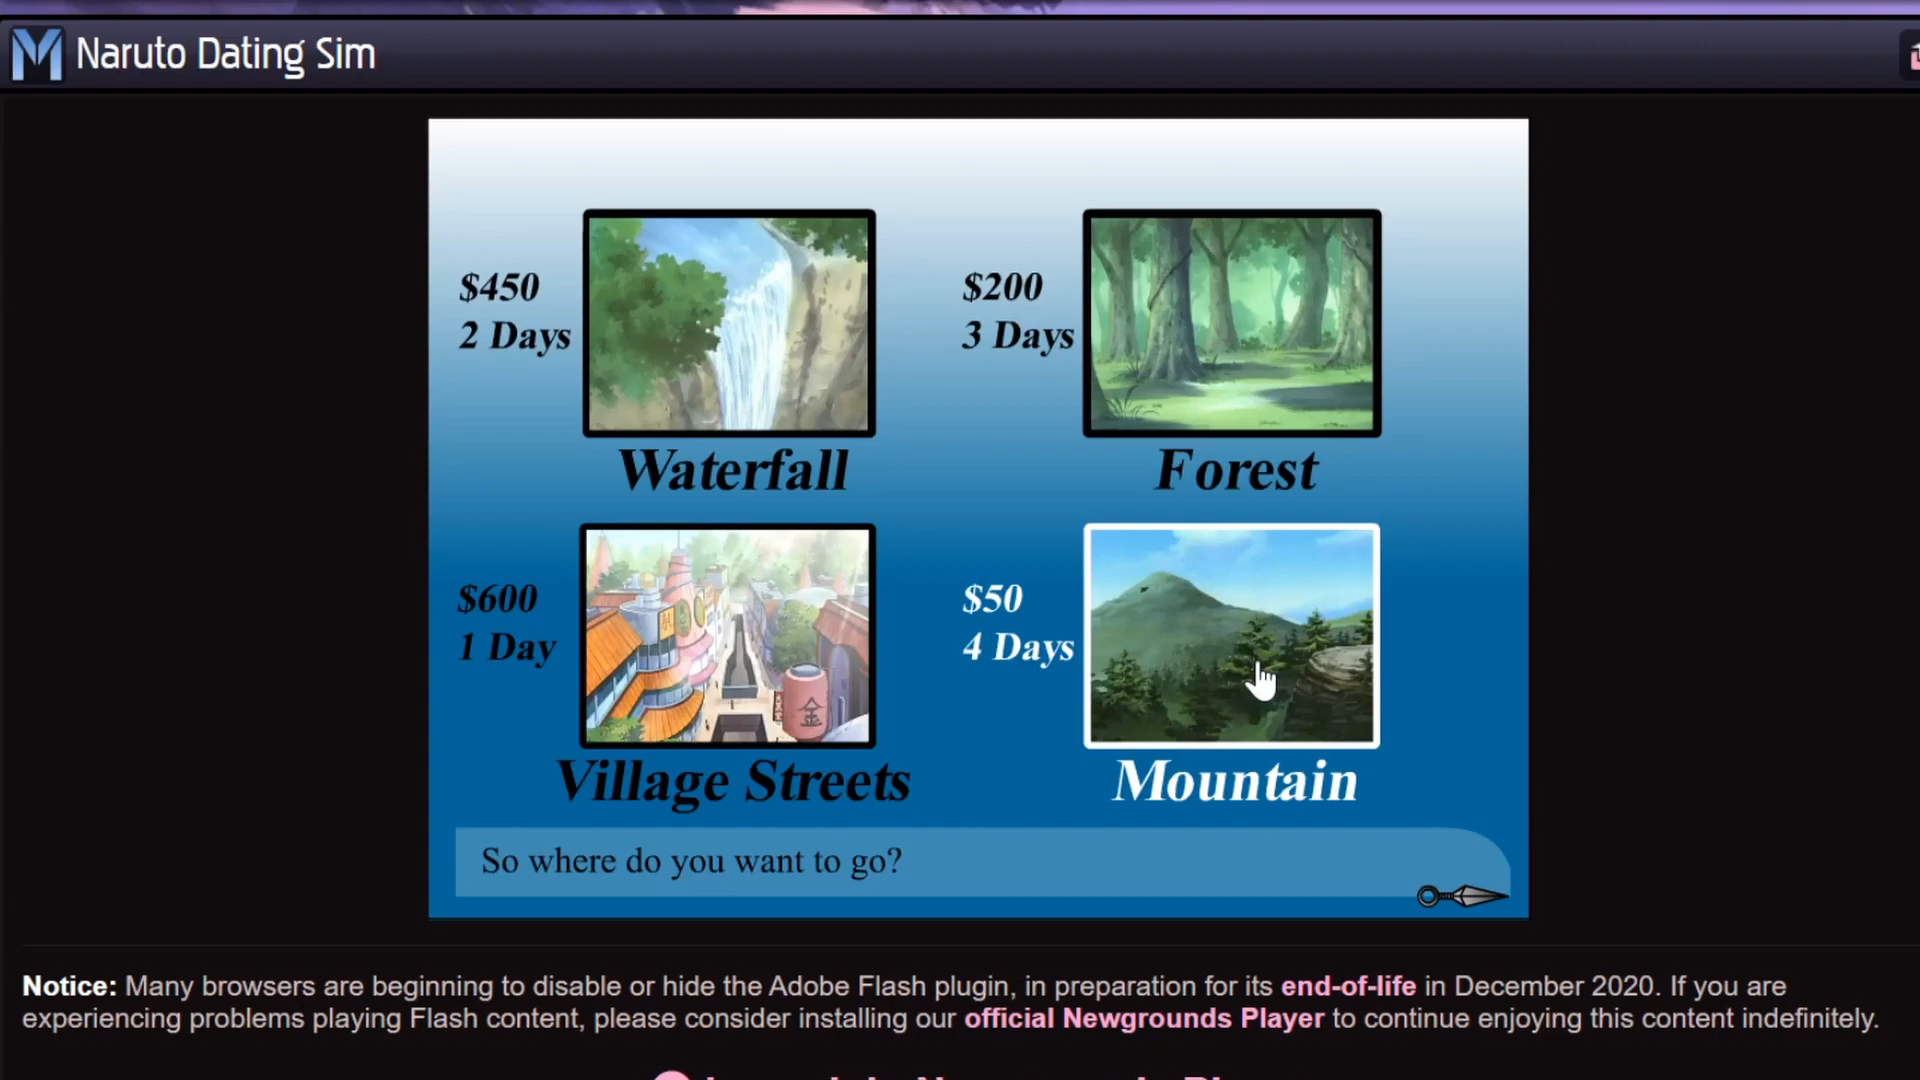 Naruto Dating Sim
$450
2 Days
Waterfall
$200
3 Days
Forest
$600
1 Day
Village Streets
$50
4 Days
Mountain
金
So where do you want to go?
Notice: Many browsers are beginning to disable or hide the Adobe Flash plugin, in preparation for its end-of-life in December 2020. If you are
experiencing problems playing Flash content, please consider installing our official Newgrounds Player to continue enjoying this content indefinitely.